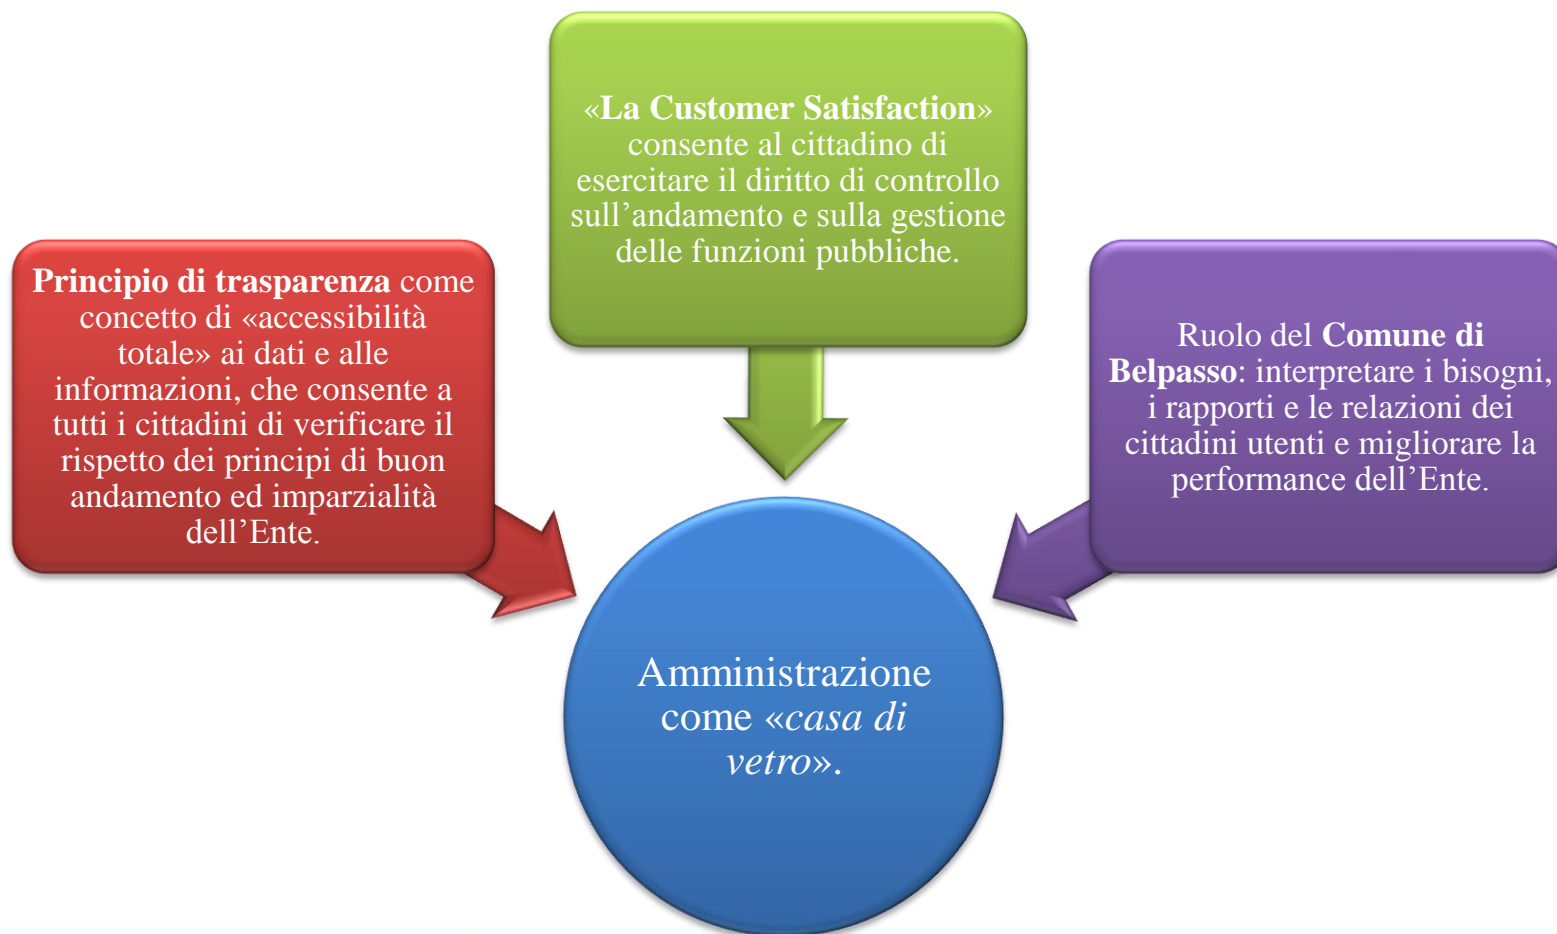 «La Customer Satisfaction»
consente al cittadino di
esercitare il diritto di controllo
sull’andamento e sulla gestione
delle funzioni pubbliche.
Principio di trasparenza come
concetto di «accessibilità
totale» ai dati e alle
informazioni, che consente a
tutti i cittadini di verificare il
rispetto dei principi di buon
andamento ed imparzialità
dell’Ente.
Ruolo del Comune di
Belpasso: interpretare i bisogni,
i rapporti e le relazioni dei
cittadini utenti e migliorare la
performance dell’Ente.
Amministrazione
come «casa di
vetro».